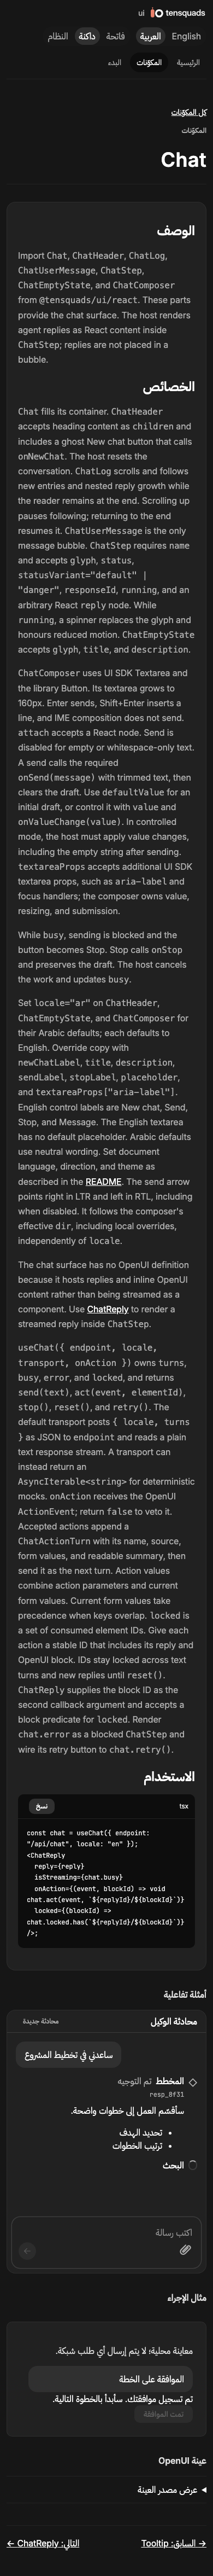 tensquads ui
English العربية فاتحة داكنة النظام
الرئيسية المكوّنات البدء
كل المكوّنات
المكوّنات
Chat
الوصف
Import Chat, ChatHeader, ChatLog,
ChatUserMessage, ChatStep,
ChatEmptyState, and ChatComposer
from @tensquads/ui/react. These parts
provide the chat surface. The host renders
agent replies as React content inside
ChatStep; replies are not placed in a
bubble.
الخصائص
Chat fills its container. ChatHeader
accepts heading content as children and
includes a ghost New chat button that calls
onNewChat. The host resets the
conversation. ChatLog scrolls and follows
new entries and nested reply growth while
the reader remains at the end. Scrolling up
pauses following; returning to the end
resumes it. ChatUserMessage is the only
message bubble. ChatStep requires name
and accepts glyph, status,
statusVariant="default" |
"danger", responseId, running, and an
arbitrary React reply node. While
running, a spinner replaces the glyph and
honours reduced motion. ChatEmptyState
accepts glyph, title, and description.
ChatComposer uses UI SDK Textarea and
the library Button. Its textarea grows to
160px. Enter sends, Shift+Enter inserts a
line, and IME composition does not send.
attach accepts a React node. Send is
disabled for empty or whitespace-only text.
A send calls the required
onSend(message) with trimmed text, then
clears the draft. Use defaultValue for an
initial draft, or control it with value and
onValueChange(value). In controlled
mode, the host must apply value changes,
including the empty string after sending.
textareaProps accepts additional UI SDK
textarea props, such as aria-label and
focus handlers; the composer owns value,
resizing, and submission.
While busy, sending is blocked and the
button becomes Stop. Stop calls onStop
and preserves the draft. The host cancels
the work and updates busy.
Set locale="ar" on ChatHeader,
ChatEmptyState, and ChatComposer for
their Arabic defaults; each defaults to
English. Override copy with
newChatLabel, title, description,
sendLabel, stopLabel, placeholder,
and textareaProps["aria-label"].
English control labels are New chat, Send,
Stop, and Message. The English textarea
has no default placeholder. Arabic defaults
use neutral wording. Set document
language, direction, and theme as
described in the README. The send arrow
points right in LTR and left in RTL, including
when disabled. It follows the composer's
effective dir, including local overrides,
independently of locale.
The chat surface has no OpenUI definition
because it hosts replies and inline OpenUI
content rather than being streamed as a
component. Use ChatReply to render a
streamed reply inside ChatStep.
useChat({ endpoint, locale,
transport, onAction }) owns turns,
busy, error, and locked, and returns
send(text), act(event, elementId),
stop(), reset(), and retry(). The
default transport posts { locale, turns
} as JSON to endpoint and reads a plain
text response stream. A transport can
instead return an
AsyncIterable<string> for deterministic
mocks. onAction receives the OpenUI
ActionEvent; return false to veto it.
Accepted actions append a
ChatActionTurn with its name, source,
form values, and readable summary, then
send it as the next turn. Action values
combine action parameters and current
form values. Current form values take
precedence when keys overlap. locked is
a set of consumed element IDs. Give each
action a stable ID that includes its reply and
OpenUI block. IDs stay locked across text
turns and new replies until reset().
ChatReply supplies the block ID as the
second callback argument and accepts a
block predicate for locked. Render
chat.error as a blocked ChatStep and
wire its retry button to chat.retry().
الاستخدام
tsx نسخ
const chat = useChat({ endpoint:
"/api/chat", locale: "en" });
<ChatReply
reply={reply}
isStreaming={chat.busy}
onAction={(event, blockId) => void
chat.act(event, `${replyId}/${blockId}`)}
locked={(blockId) =>
chat.locked.has(`${replyId}/${blockId}`)}
/>;
أمثلة تفاعلية
محادثة الوكيل محادثة جديدة
ساعدني في تخطيط المشروع
المخطط تم التوجيه
resp_8f31
سأقسّم العمل إلى خطوات واضحة.
• تحديد الهدف
• ترتيب الخطوات
البحث
اكتب رسالة
مثال الإجراء
معاينة محلية؛ لا يتم إرسال أي طلب شبكة.
الموافقة على الخطة
تم تسجيل موافقتك. سأبدأ بالخطوة التالية.
تمت الموافقة
عينة OpenUI
عرض مصدر العينة
→ السابق: Tooltip
التالي: ChatReply ←